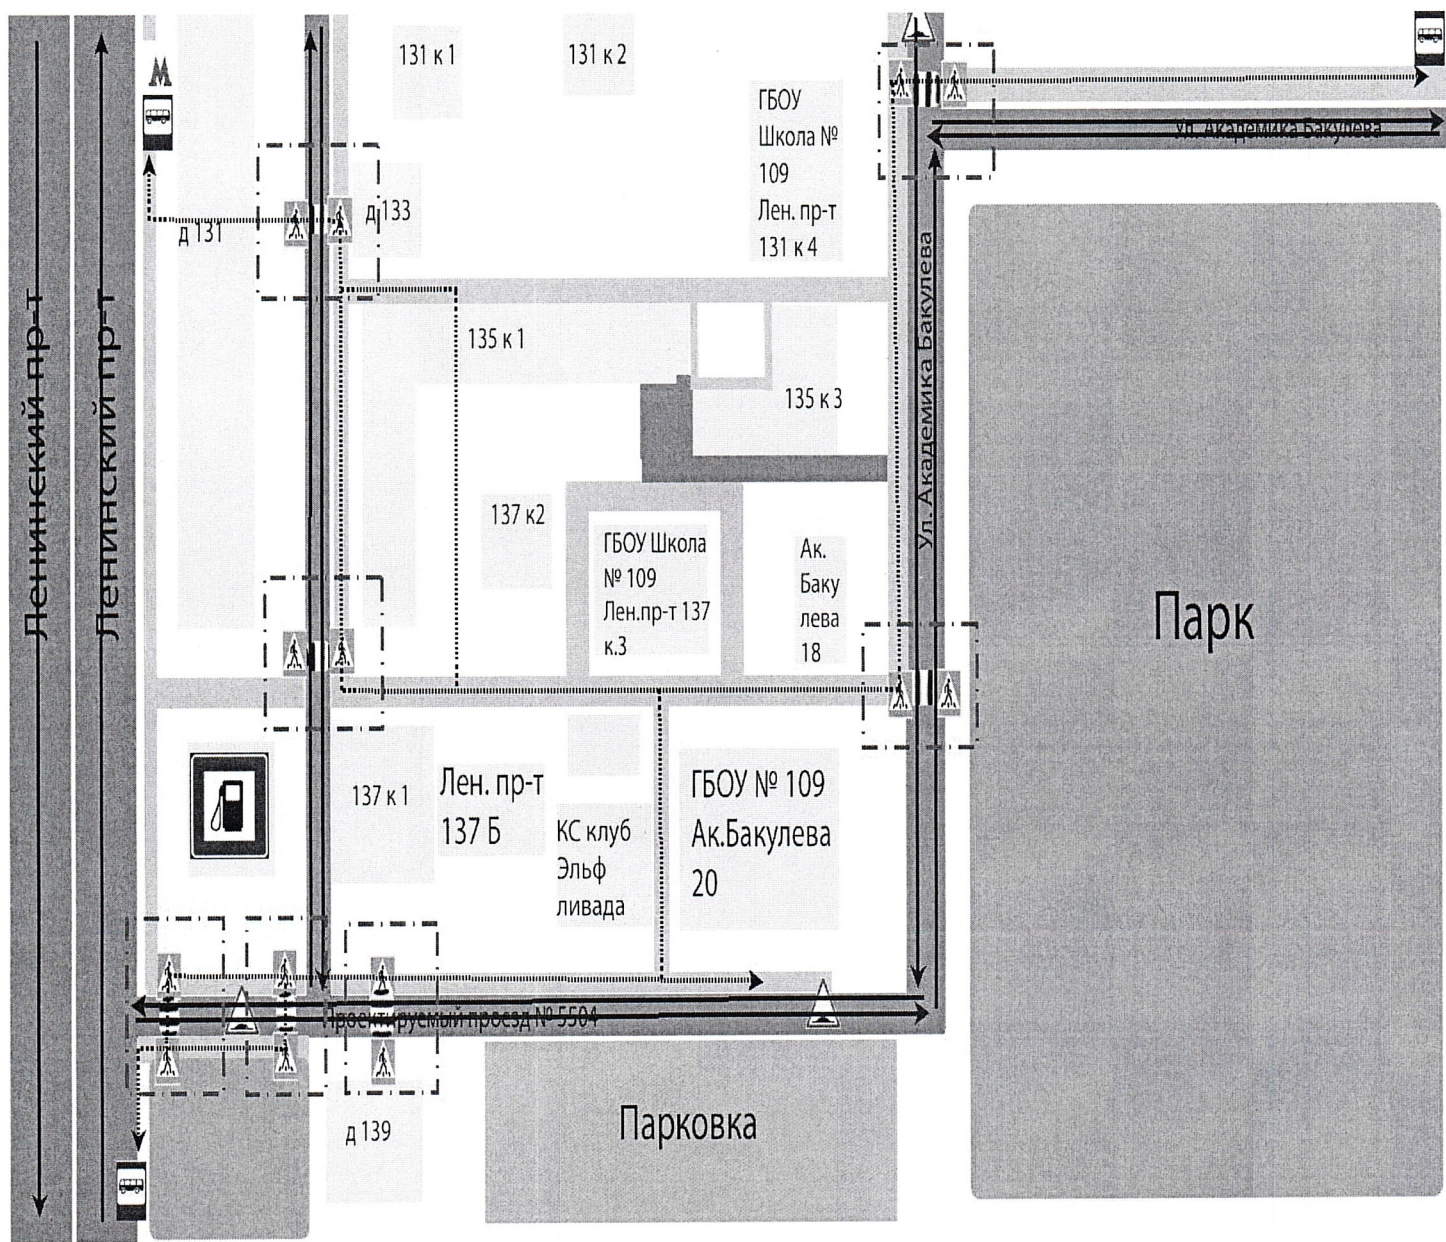 131 к 1
131 к 2
М
ГБОУ
Школа №
109
Лен. пр-т
131 к 4
Ул. Академика Бакулева
д 131
д 133
Ленинский пр-т
Ленинский пр-т
Ул. Академика Бакулева
135 к 1
135 к 3
137 к2
ГБОУ Школа
№ 109
Лен.пр-т 137
к.3
Ак.
Баку
лева
18
Парк
137 к 1
Лен. пр-т
137 Б
КС клуб
Эльф
ливада
ГБОУ № 109
Ак.Бакулева
20
Проектируемый проезд № 5504
д 139
Парковка